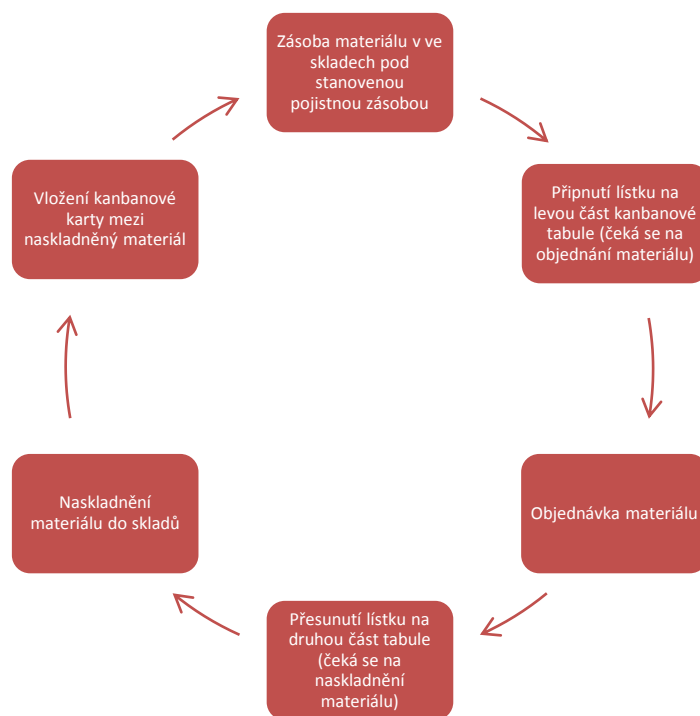 Zásoba materiálu v ve
skladech pod
stanovenou
pojistnou zásobou
Připnutí lístku na
levou část kanbanové
tabule (čeká se na
objednání materiálu)
Objednávka materiálu
Přesunutí lístku na
druhou část tabule
(čeká se na
naskladnění
materiálu)
Naskladnění
materiálu do skladů
Vložení kanbanové
karty mezi
naskladněný materiál